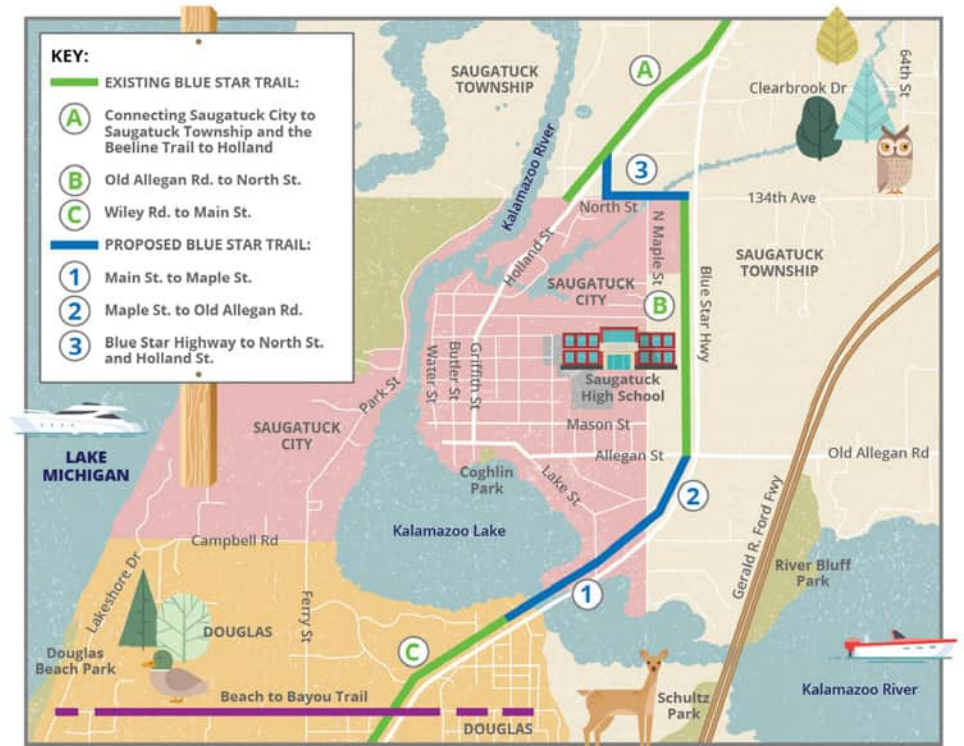 KEY:
EXISTING BLUE STAR TRAIL:
A
Connecting Saugatuck City to
Saugatuck Township and the
Beeline Trail to Holland
B
Old Allegan Rd. to North St.
C
Wiley Rd. to Main St.
PROPOSED BLUE STAR TRAIL:
1
Main St. to Maple St.
2
Maple St. to Old Allegan Rd.
3
Blue Star Highway to North St.
and Holland St.
SAUGATUCK
TOWNSHIP
A
Clearbrook Dr
64th St
Kalamazoo River
3
North St
134th Ave
N Maple St
Holland St
SAUGATUCK
CITY
B
Blue Star Hwy
SAUGATUCK
TOWNSHIP
Water St
Butler St
Griffith St
Saugatuck
High School
Park St
Mason St
SAUGATUCK
CITY
LAKE
MICHIGAN
Allegan St
Old Allegan Rd
Coghlin
Park
Lake St
2
Kalamazoo Lake
Campbell Rd
Gerald R. Ford Fwy
River Bluff
Park
1
Lakeshore Dr
Ferry St
DOUGLAS
C
Douglas
Beach Park
Beach to Bayou Trail
Schultz
Park
Kalamazoo River
DOUGLAS